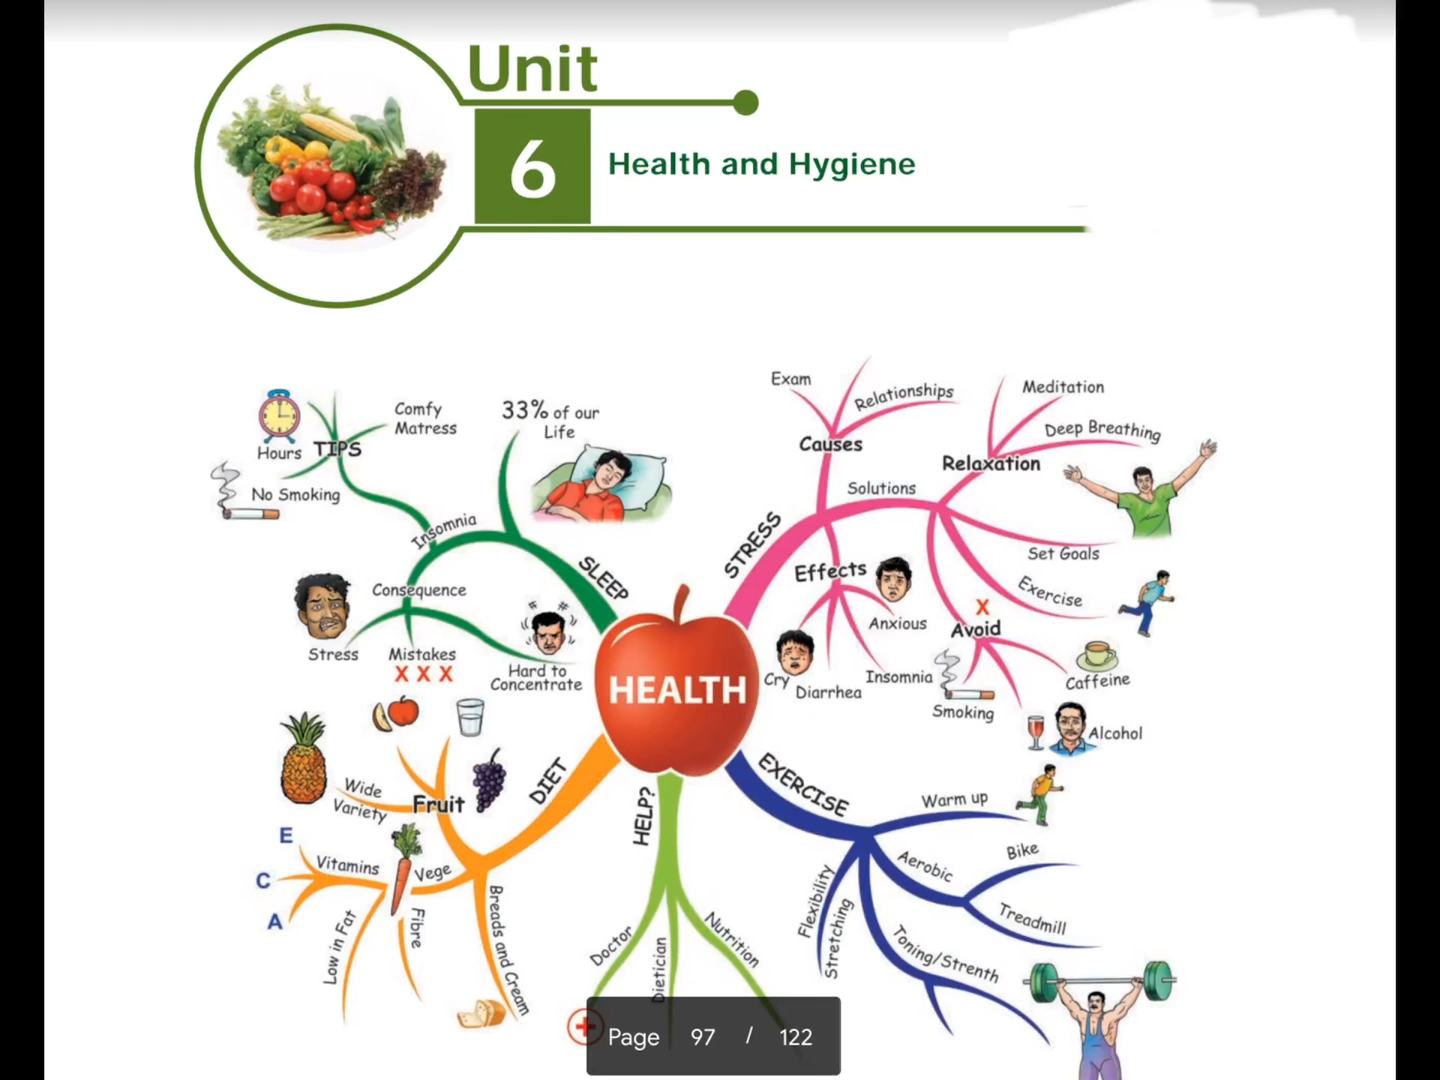 Unit
6
Health and Hygiene
Hours
TIPS
Comfy
Matress
No Smoking
33% of our
Life
Insomnia
SLEEP
Consequence
Stress
Mistakes
X X X
Hard to
Concentrate
Exam
Relationships
Causes
Meditation
Deep Breathing
Relaxation
Solutions
STRESS
Effects
Set Goals
Exercise
X
Avoid
Anxious
Cry
Diarrhea
Insomnia
Smoking
Caffeine
Alcohol
HEALTH
DIET
Fruit
Wide
Variety
E
C
A
Vitamins
Vege
Low in Fat
Fibre
Breads and Cream
HELP?
Doctor
Dietician
Nutrition
EXERCISE
Warm up
Aerobic
Bike
Treadmill
Flexibility
Stretching
Toning/Strenth
Page 97 / 122